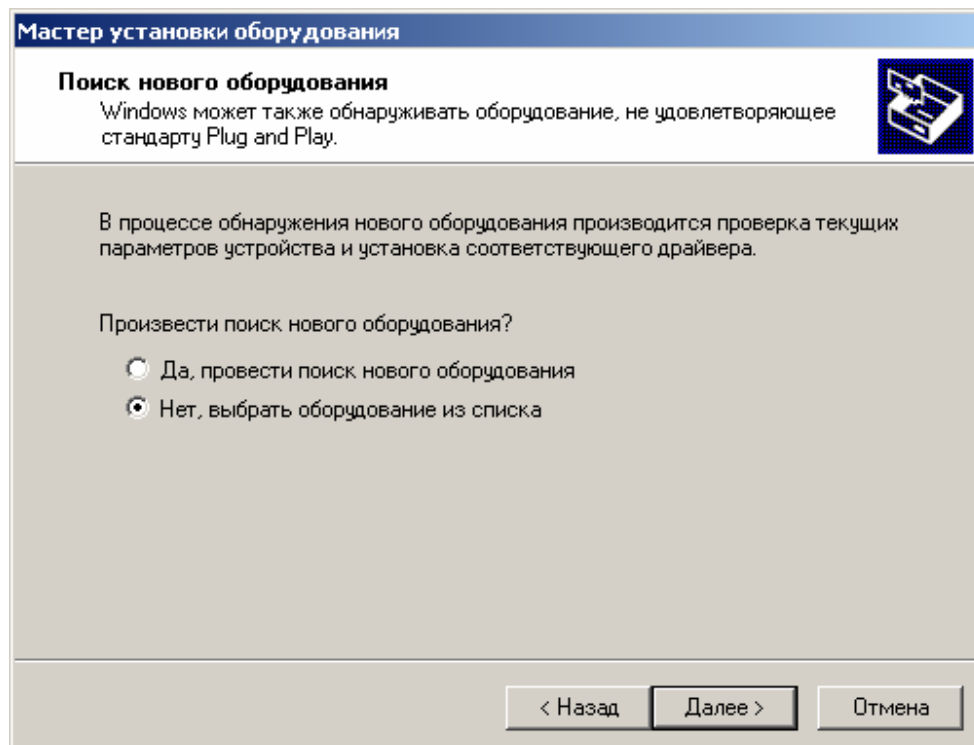 Мастер установки оборудования
Поиск нового оборудования
Windows может также обнаруживать оборудование, не удовлетворяющее
стандарту Plug and Play.
В процессе обнаружения нового оборудования производится проверка текущих
параметров устройства и установка соответствующего драйвера.
Произвести поиск нового оборудования?
Да, провести поиск нового оборудования
Нет, выбрать оборудование из списка
< Назад
Далее >
Отмена